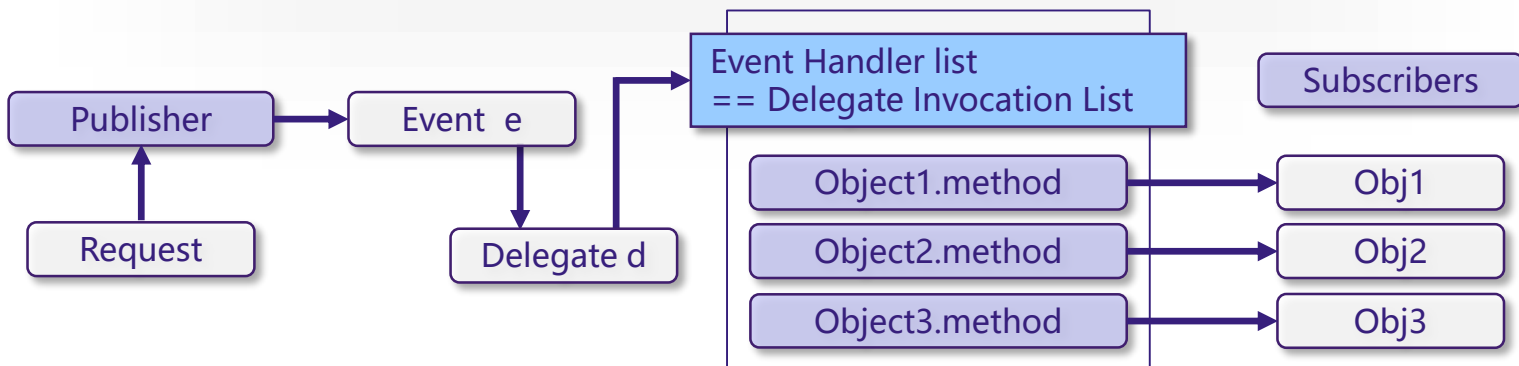 Event Handler list
== Delegate Invocation List
Subscribers
Publisher
Event e
Request
Delegate d
Object1.method
Obj1
Object2.method
Obj2
Object3.method
Obj3